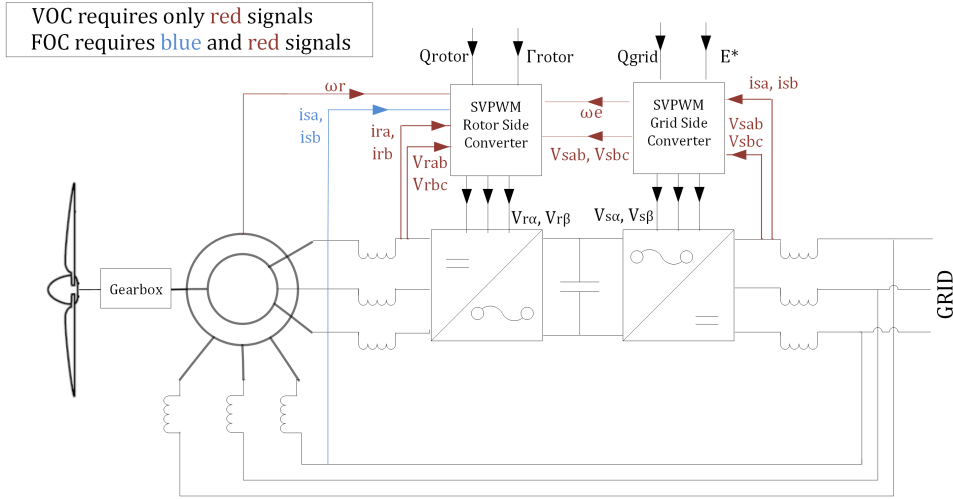 VOC requires only red signals
FOC requires blue and red signals
Qrotor
Γrotor
Qgrid
E*
ωr
isa,
isb
ira,
irb
Vrab
Vrbc
SVPWM
Rotor Side
Converter
ωe
Vsab, Vsbc
SVPWM
Grid Side
Converter
isa, isb
Vsab
Vsbc
Vrα, Vrβ
Vsα, Vsβ
Gearbox
GRID